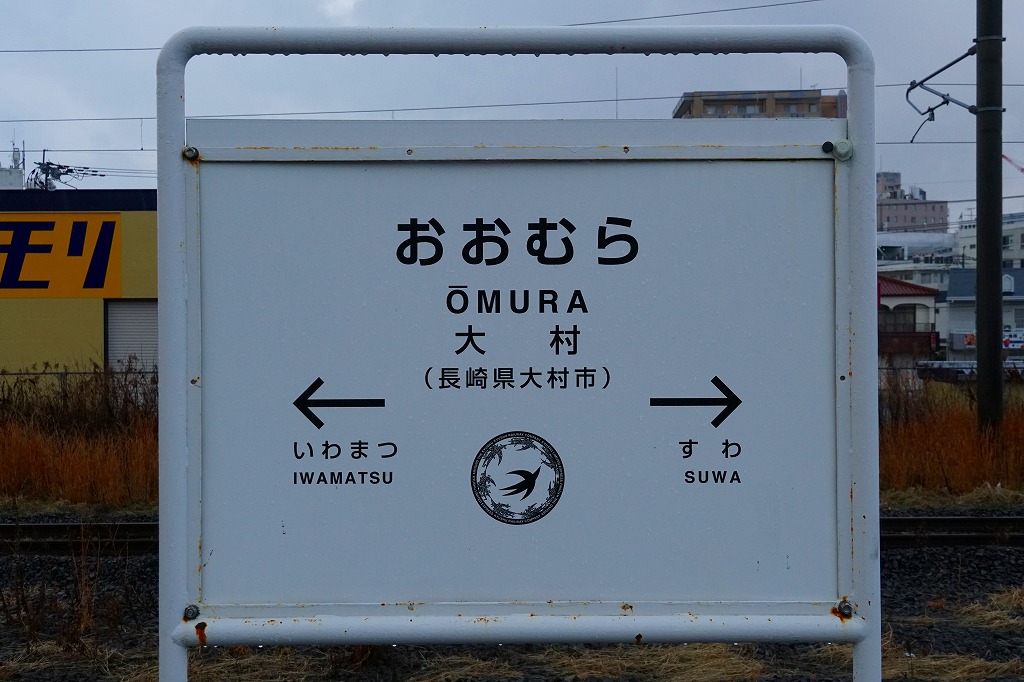 おおむら
ŌMURA
大 村
（長崎県大村市）
いわまつ
IWAMATSU
すわ
SUWA
モリ